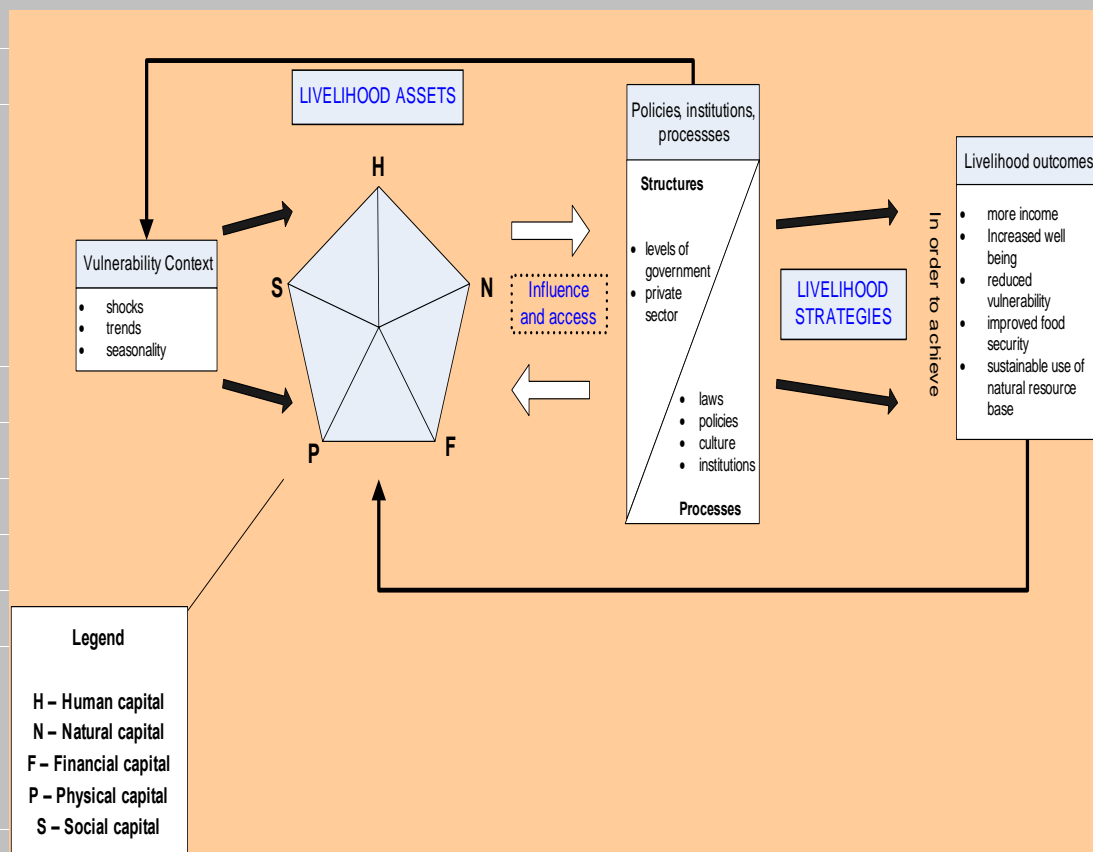 LIVELIHOOD ASSETS
H
S
N
P
F
Vulnerability Context
• shocks
• trends
• seasonality
Influence
and access
Policies, institutions,
processses
Structures
• levels of
government
• private
sector
• laws
• policies
• culture
• institutions
Processes
LIVELIHOOD
STRATEGIES
In order to achieve
Livelihood outcomes
• more income
• Increased well
being
• reduced
vulnerability
• improved food
security
• sustainable use of
natural resource
base
Legend
H – Human capital
N – Natural capital
F – Financial capital
P – Physical capital
S – Social capital